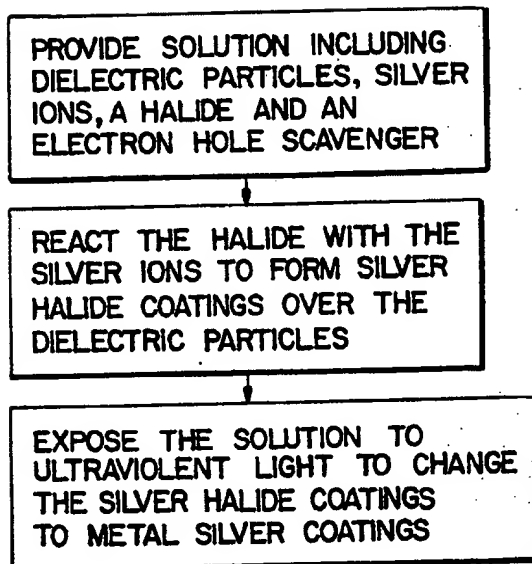 PROVIDE SOLUTION INCLUDING
DIELECTRIC PARTICLES, SILVER
IONS, A HALIDE AND AN
ELECTRON HOLE SCAVENGER
REACT THE HALIDE WITH THE
SILVER IONS TO FORM SILVER
HALIDE COATINGS OVER THE
DIELECTRIC PARTICLES
EXPOSE THE SOLUTION TO
ULTRAVIOLENT LIGHT TO CHANGE
THE SILVER HALIDE COATINGS
TO METAL SILVER COATINGS